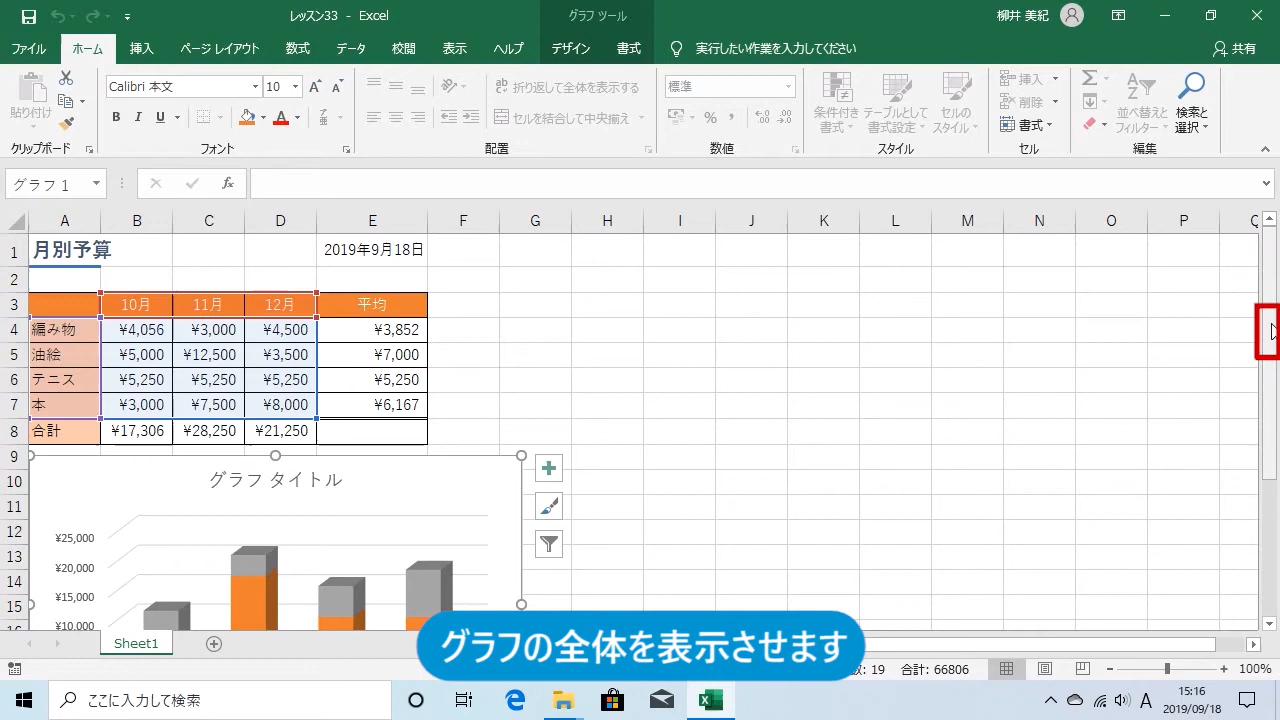 レッスン33 - Excel
グラフ ツール
柳井 美紀
ファイル ホーム 挿入 ページ レイアウト 数式 データ 校閲 表示 ヘルプ デザイン 書式 実行したい作業を入力してください 共有
貼り付け
クリップボード
Calibri 本文 10
B I U
フォント
折り返して全体を表示する
セルを結合して中央揃え
配置
標準
数値
条件付き書式
テーブルとして書式設定
セルのスタイル
スタイル
挿入
削除
書式
セル
並べ替えとフィルター
検索と選択
編集
グラフ 1
fx
A B C D E F G H I J K L M N O P Q
1 月別予算 2019年9月18日
2
3 10月 11月 12月 平均
4 編み物 ¥4,056 ¥3,000 ¥4,500 ¥3,852
5 油絵 ¥5,000 ¥12,500 ¥3,500 ¥7,000
6 テニス ¥5,250 ¥5,250 ¥5,250 ¥5,250
7 本 ¥3,000 ¥7,500 ¥8,000 ¥6,167
8 合計 ¥17,306 ¥28,250 ¥21,250
9
10
11
12
13
14
15
グラフ タイトル
¥25,000
¥20,000
¥15,000
¥10,000
グラフの全体を表示させます
Sheet1
: 19 合計: 66806 100%
ここに入力して検索
A
15:16
2019/09/18